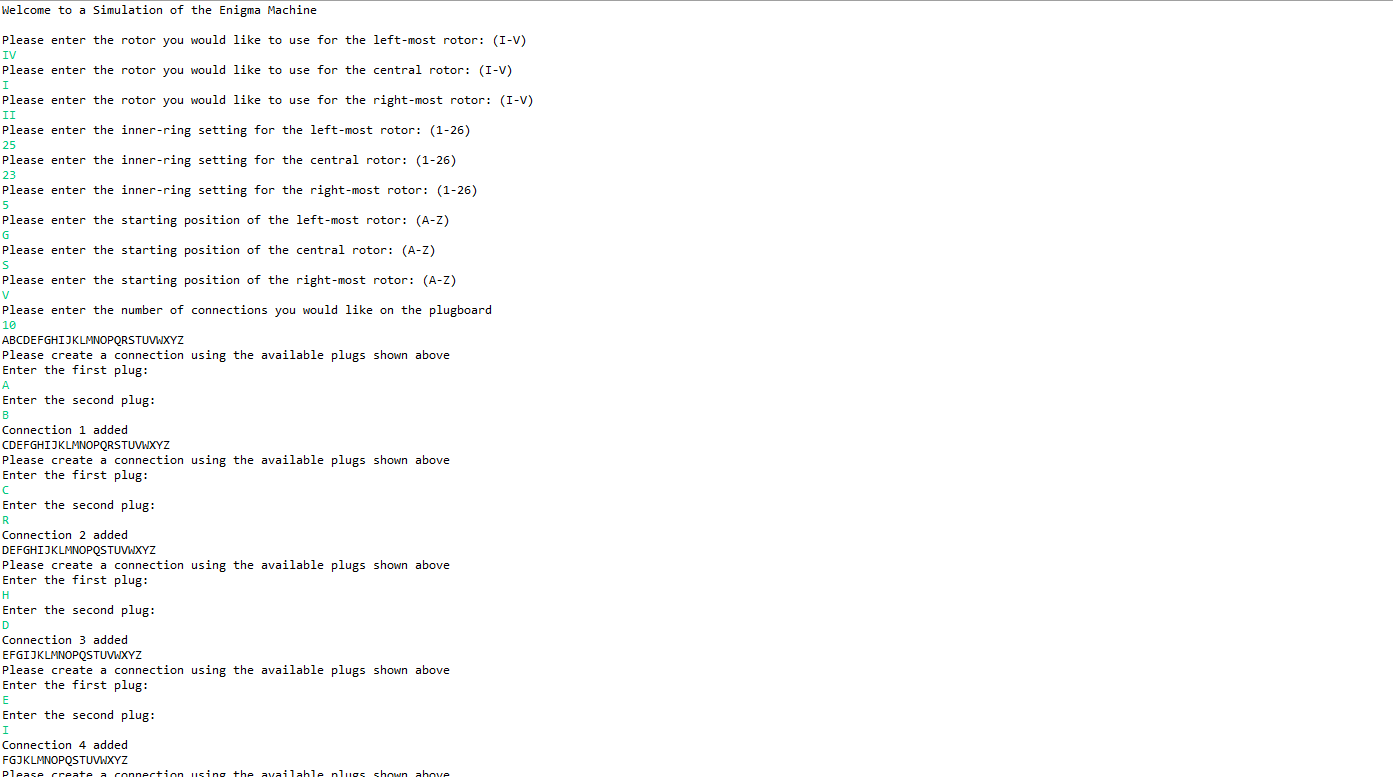 Welcome to a Simulation of the Enigma Machine
Please enter the rotor you would like to use for the left-most rotor: (I-V)
IV
Please enter the rotor you would like to use for the central rotor: (I-V)
I
Please enter the rotor you would like to use for the right-most rotor: (I-V)
II
Please enter the inner-ring setting for the left-most rotor: (1-26)
25
Please enter the inner-ring setting for the central rotor: (1-26)
23
Please enter the inner-ring setting for the right-most rotor: (1-26)
5
Please enter the starting position of the left-most rotor: (A-Z)
G
Please enter the starting position of the central rotor: (A-Z)
S
Please enter the starting position of the right-most rotor: (A-Z)
V
Please enter the number of connections you would like on the plugboard
10
ABCDEFGHIJKLMNOPQRSTUVWXYZ
Please create a connection using the available plugs shown above
Enter the first plug:
A
Enter the second plug:
B
Connection 1 added
CDEFGHIJKLMNOPQRSTUVWXYZ
Please create a connection using the available plugs shown above
Enter the first plug:
C
Enter the second plug:
R
Connection 2 added
DEFGHIJKLMNOPQSTUVWXYZ
Please create a connection using the available plugs shown above
Enter the first plug:
H
Enter the second plug:
D
Connection 3 added
EFGIJKLMNOPQSTUVWXYZ
Please create a connection using the available plugs shown above
Enter the first plug:
E
Enter the second plug:
I
Connection 4 added
FGJKLMNOPQSTUVWXYZ
Please create a connection using the available plugs shown above